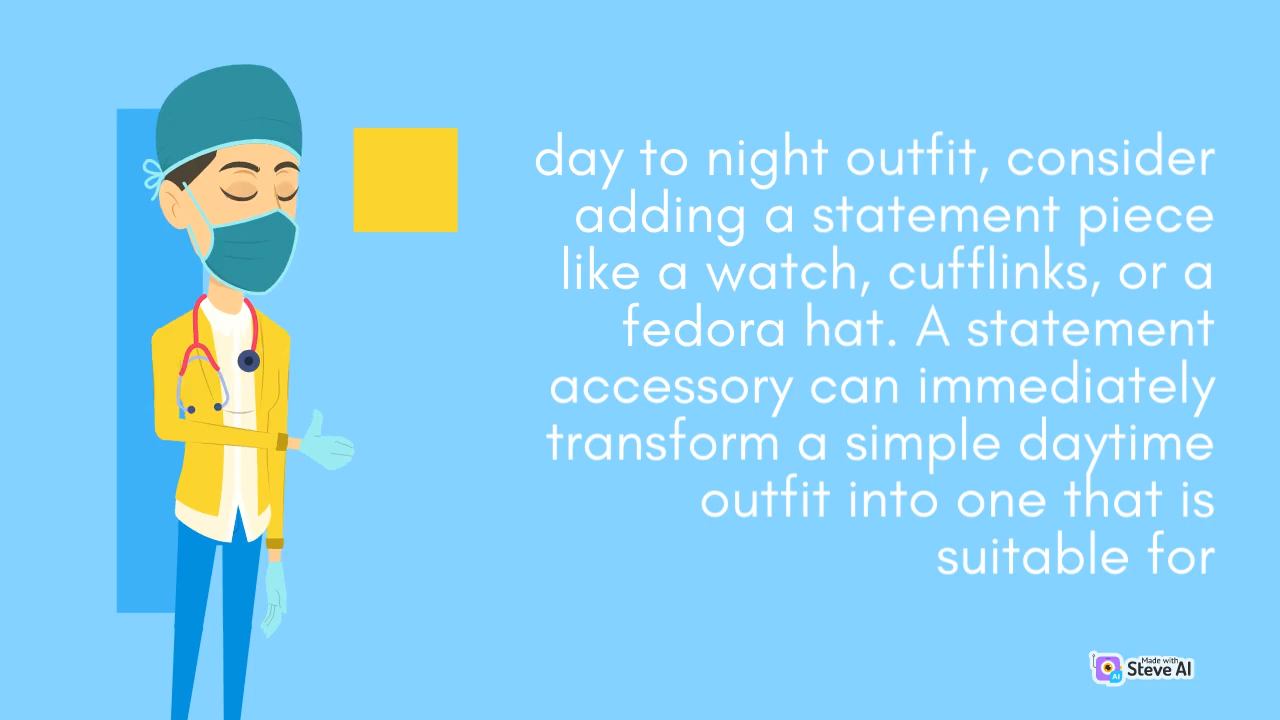 day to night outfit, consider
adding a statement piece
like a watch, cufflinks, or a
fedora hat. A statement
accessory can immediately
transform a simple daytime
outfit into one that is
suitable for
Made with
Steve AI
AI